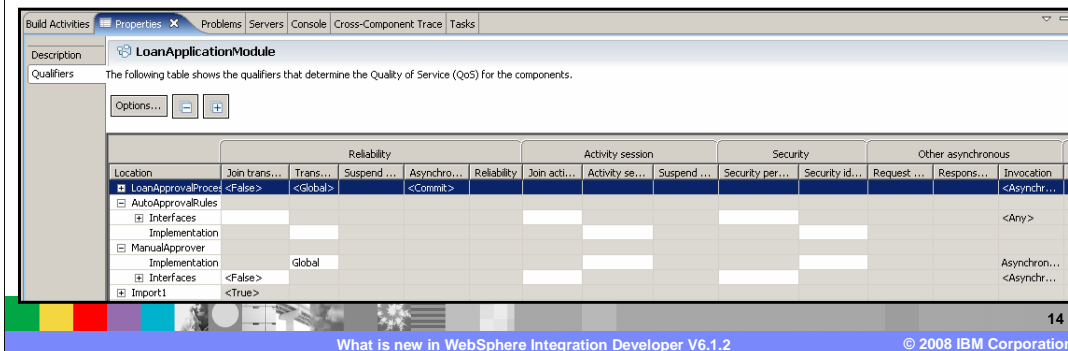 Build Activities Properties Problems Servers Console Cross-Component Trace Tasks
Description
Qualifiers
LoanApplicationModule
The following table shows the qualifiers that determine the Quality of Service (QoS) for the components.
Options...
Reliability Activity session Security Other asynchronous
Location Join trans... Trans... Suspend ... Asynchro... Reliability Join acti... Activity se... Suspend ... Security per... Security id... Request ... Respons... Invocation
LoanApprovalProces <False> <Global> <Commit> <Asynchr...
AutoApprovalRules
Interfaces <Any>
Implementation
ManualApprover
Implementation Global Asynchron...
Interfaces <False> <Asynchr...
Import1 <True>
14
What is new in WebSphere Integration Developer V6.1.2 © 2008 IBM Corporation